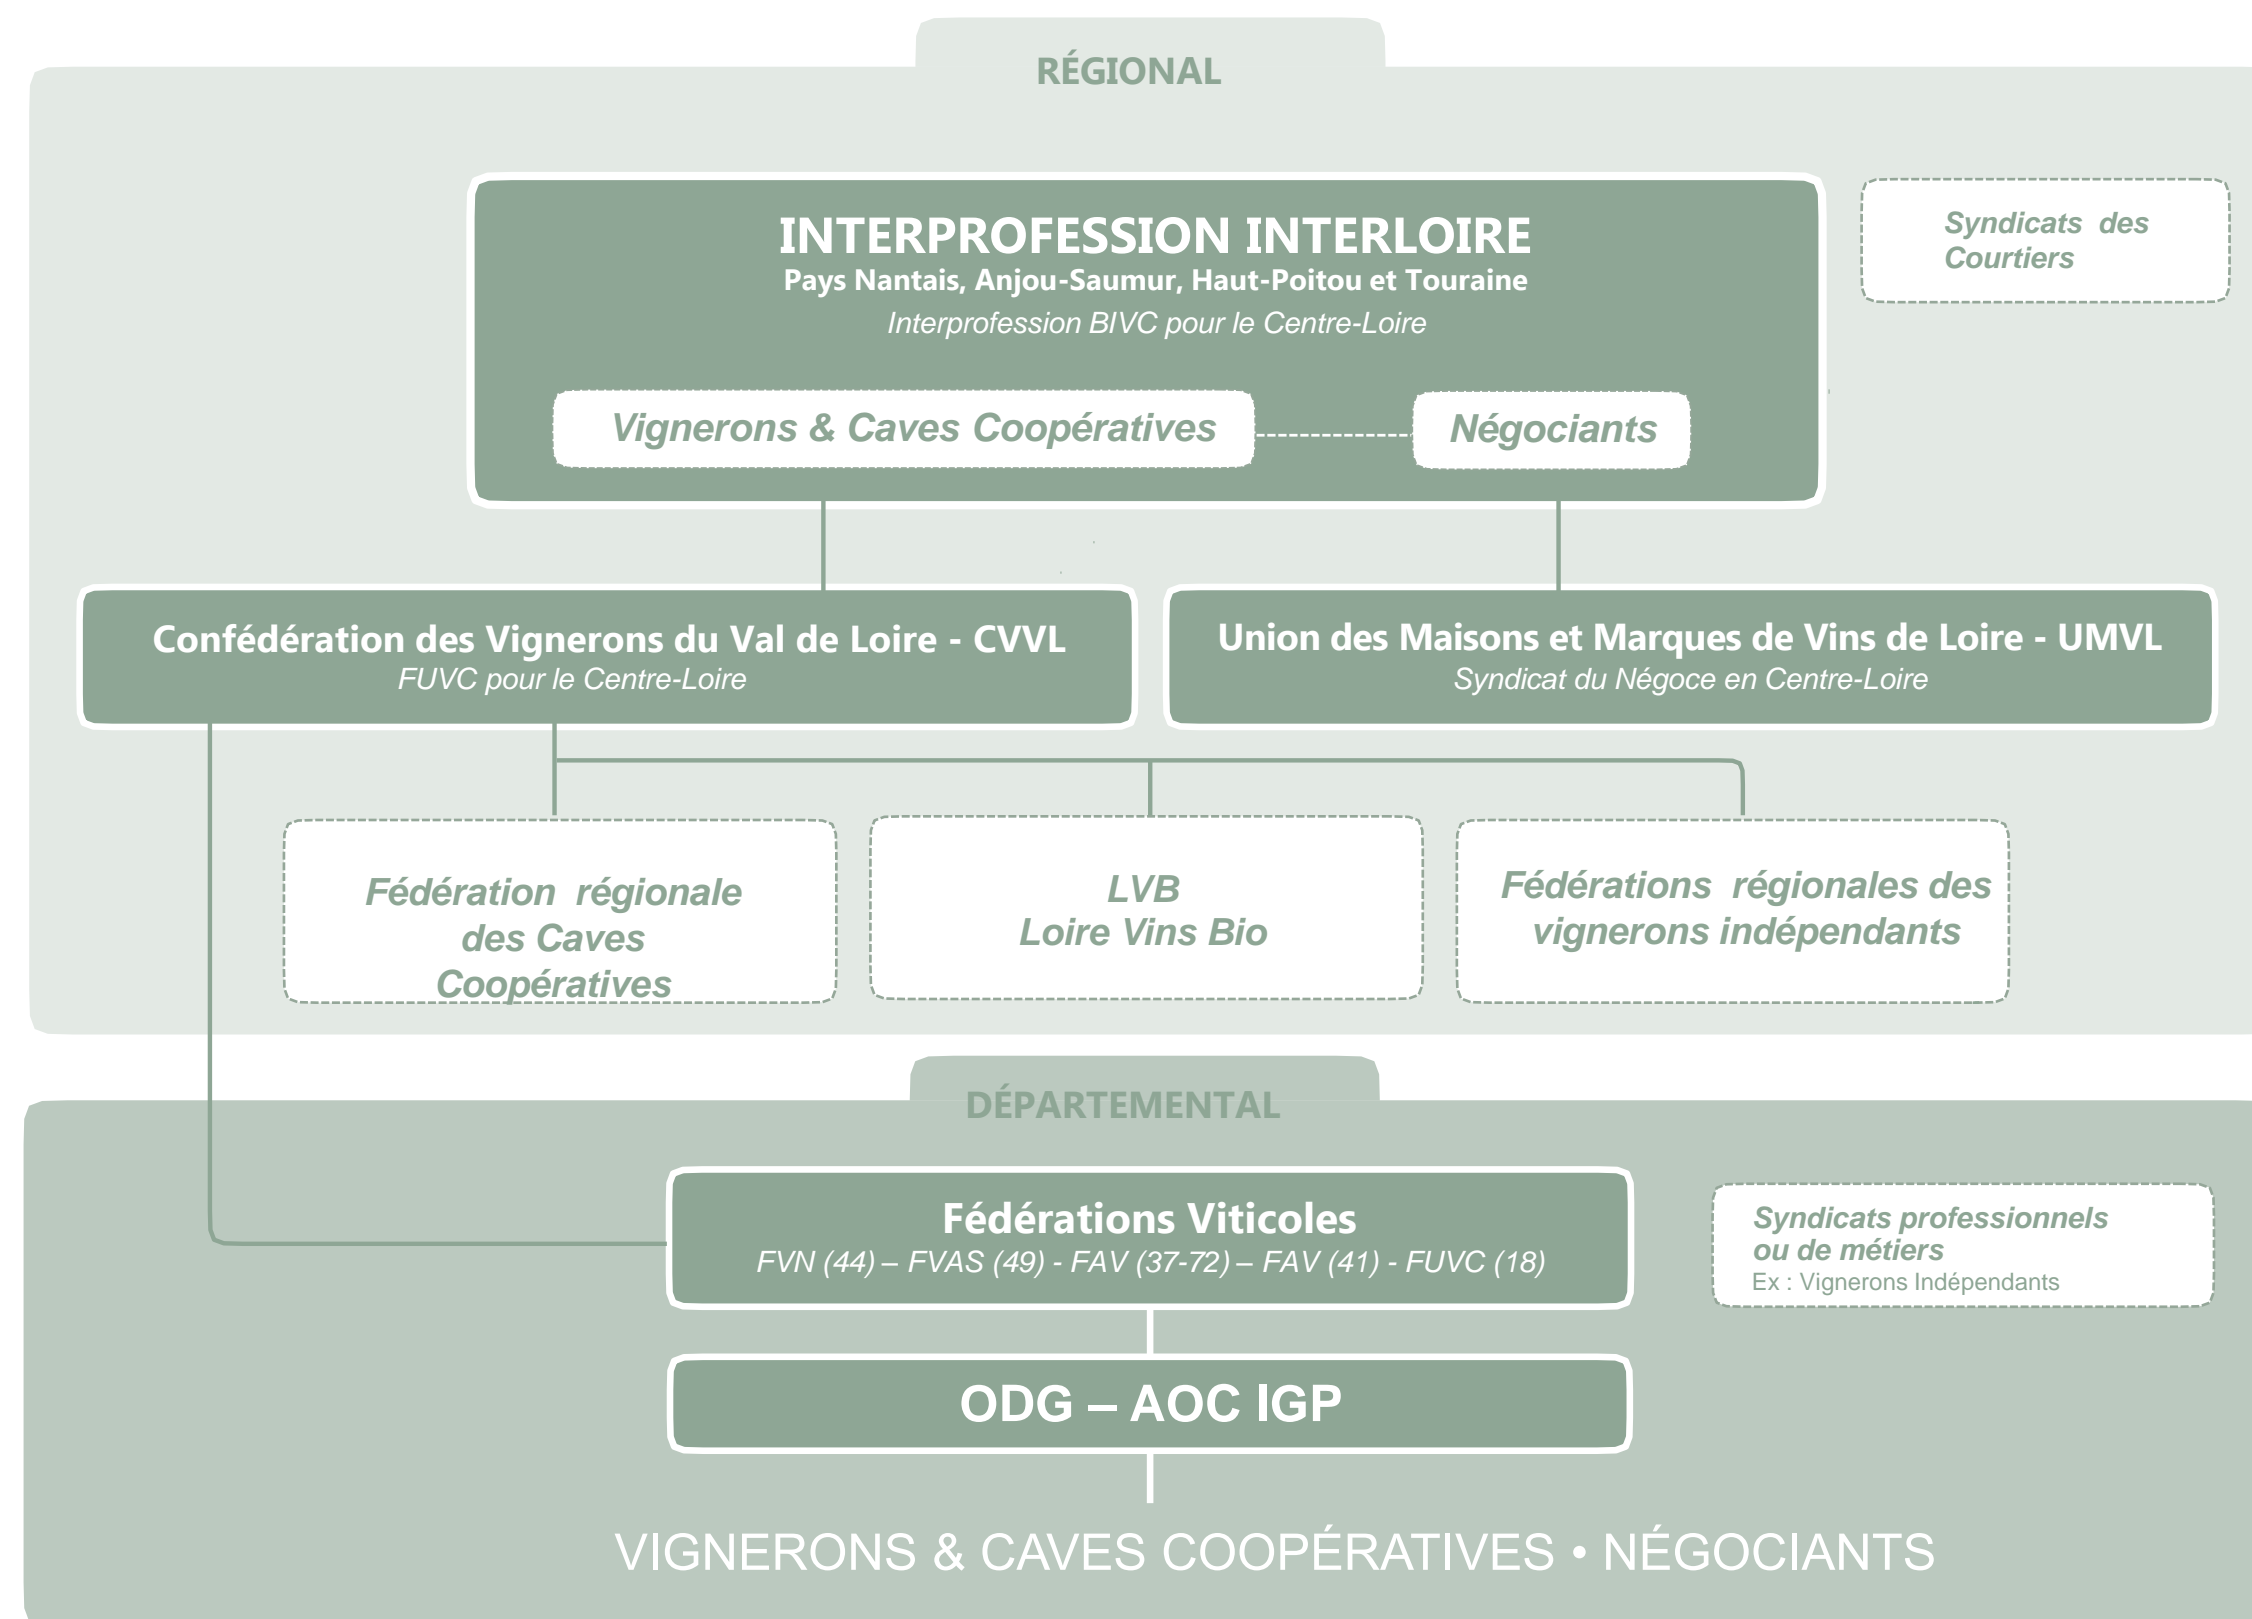 RÉGIONAL
INTERPROFESSION INTERLOIRE
Pays Nantais, Anjou-Saumur, Haut-Poitou et Touraine
Interprofession BIVC pour le Centre-Loire
Syndicats des
Courtiers
Vignerons & Caves Coopératives
Négociants
Confédération des Vignerons du Val de Loire - CVVL
FUVC pour le Centre-Loire
Union des Maisons et Marques de Vins de Loire - UMVL
Syndicat du Négoce en Centre-Loire
Fédération régionale
des Caves
Coopératives
LVB
Loire Vins Bio
Fédérations régionales des
vignerons indépendants
DÉPARTEMENTAL
Fédérations Viticoles
FVN (44) – FVAS (49) - FAV (37-72) – FAV (41) - FUVC (18)
Syndicats professionnels
ou de métiers
Ex : Vignerons Indépendants
ODG – AOC IGP
VIGNERONS & CAVES COOPÉRATIVES • NÉGOCIANTS